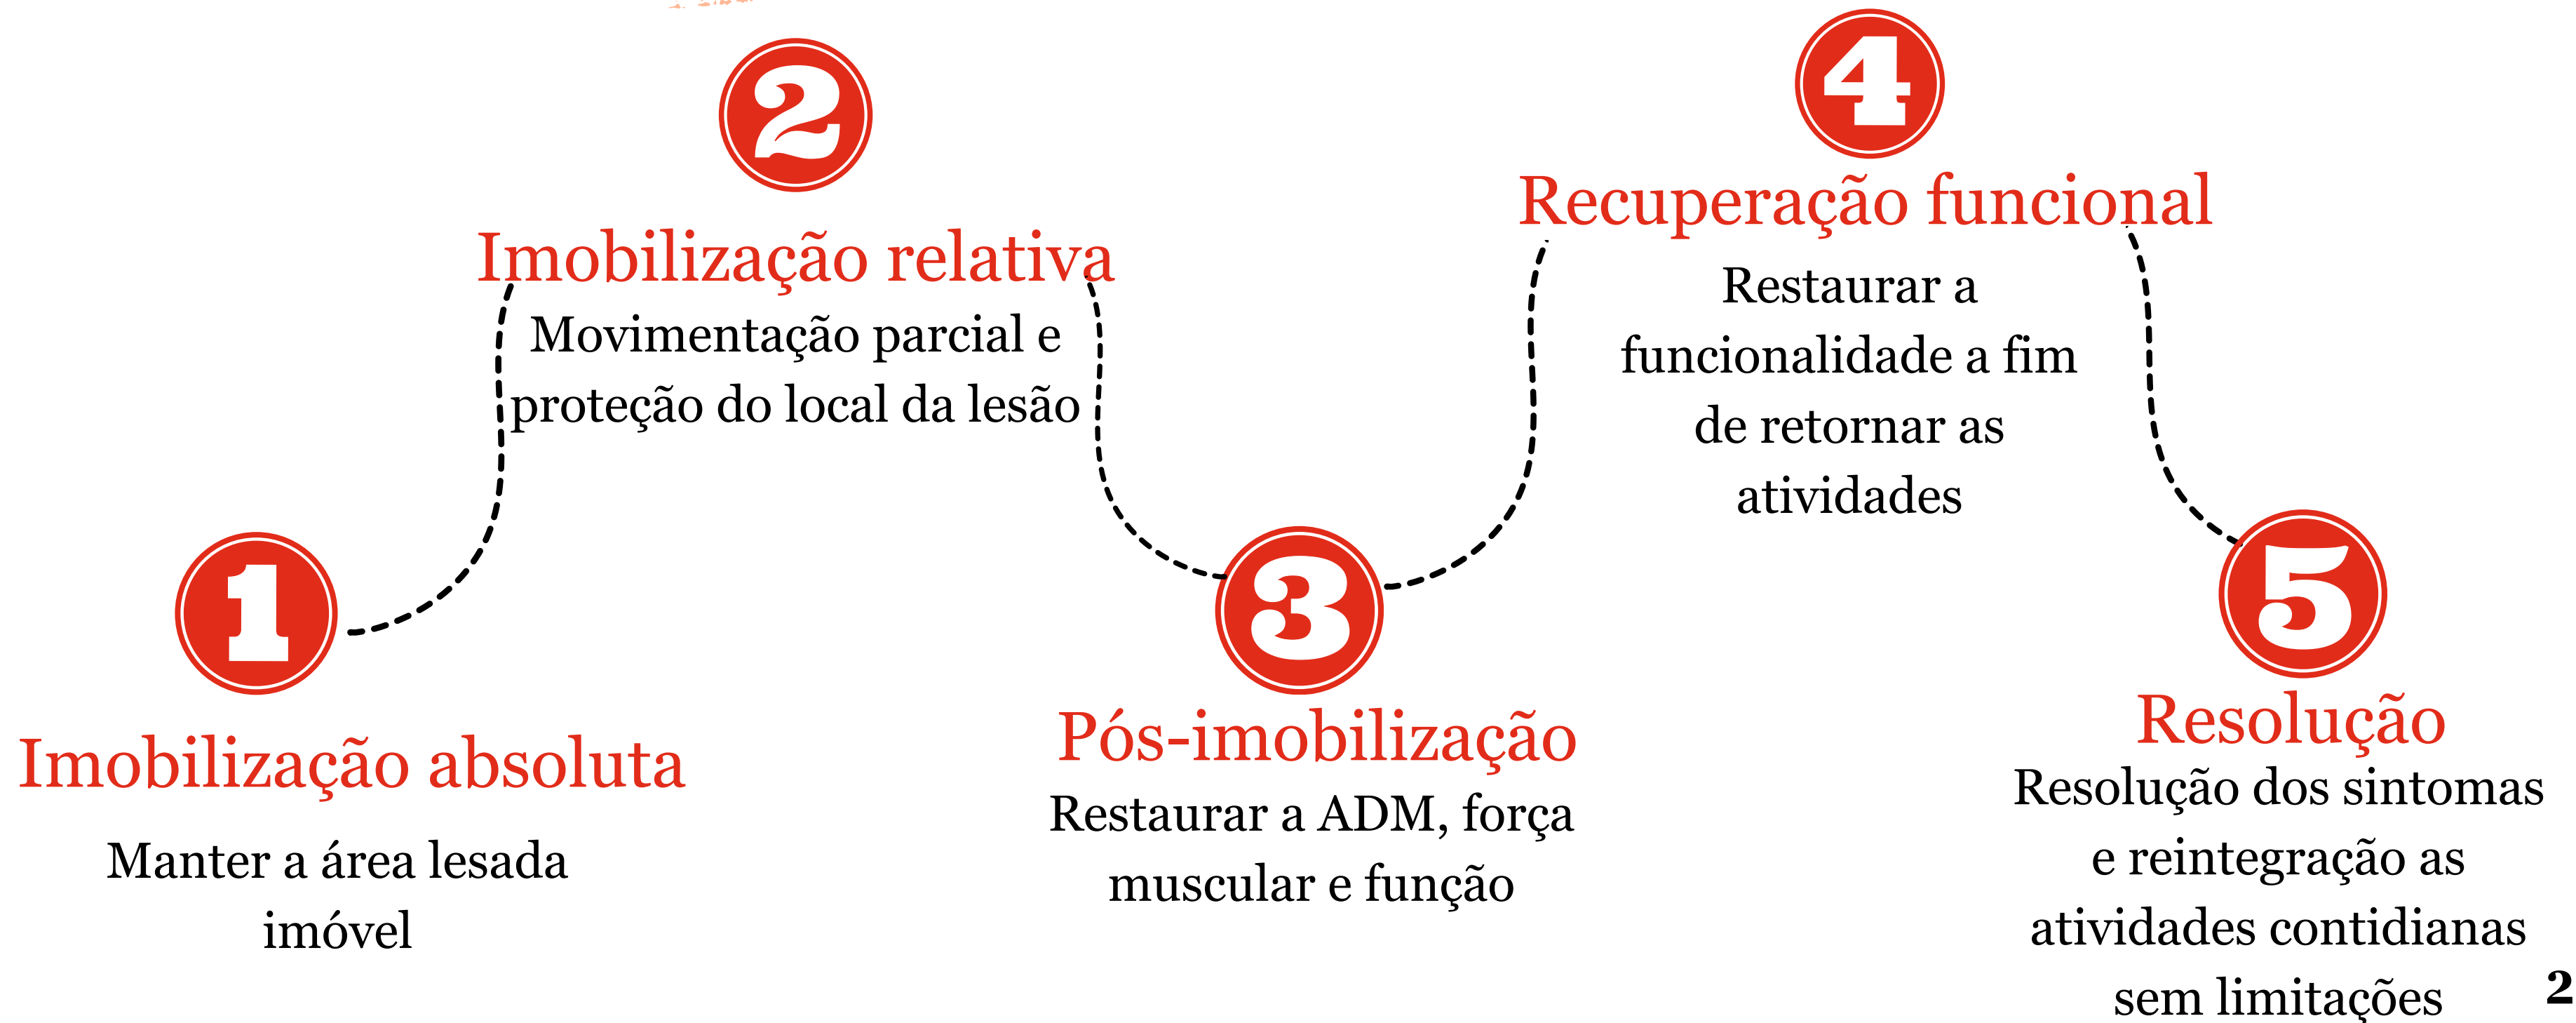 1
Imobilização absoluta
Manter a área lesada
imóvel
2
Imobilização relativa
Movimentação parcial e
proteção do local da lesão
3
Pós-imobilização
Restaurar a ADM, força
muscular e função
4
Recuperação funcional
Restaurar a
funcionalidade a fim
de retornar as
atividades
5
Resolução
Resolução dos sintomas
e reintegração as
atividades contidianas
sem limitações
2